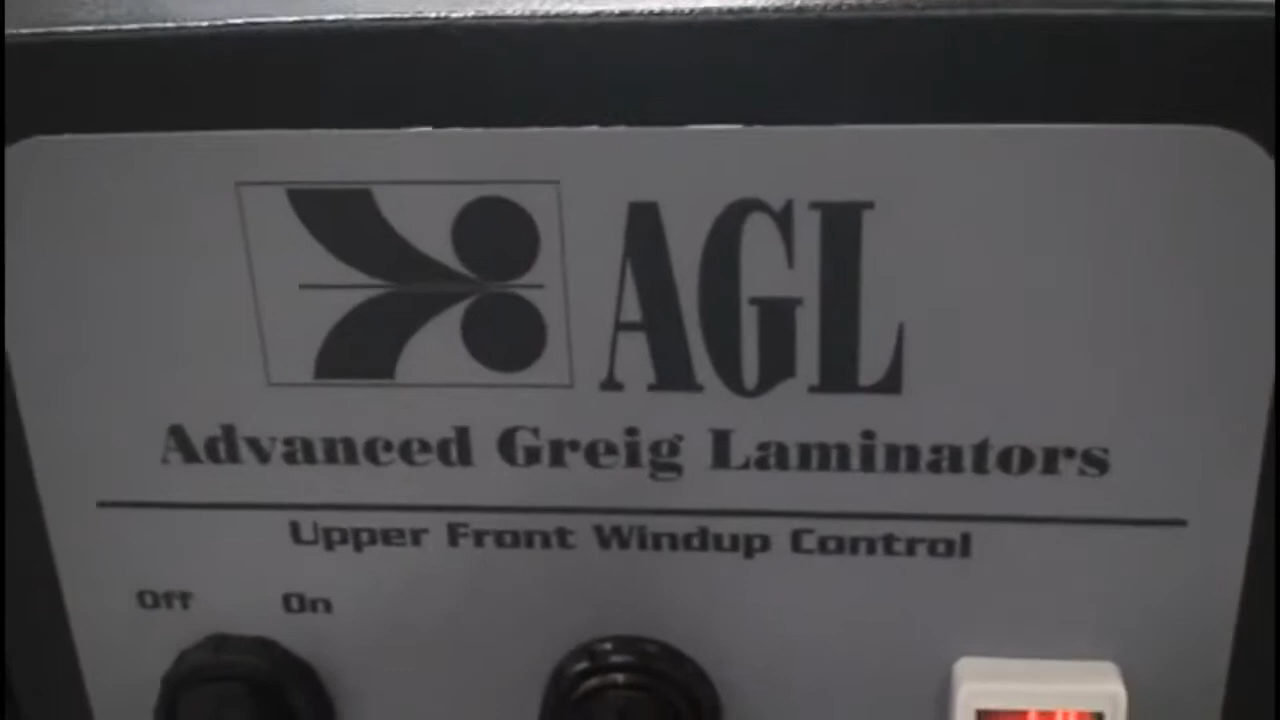 AGL
Advanced Greig Laminators
Upper Front Windup Control
Off On